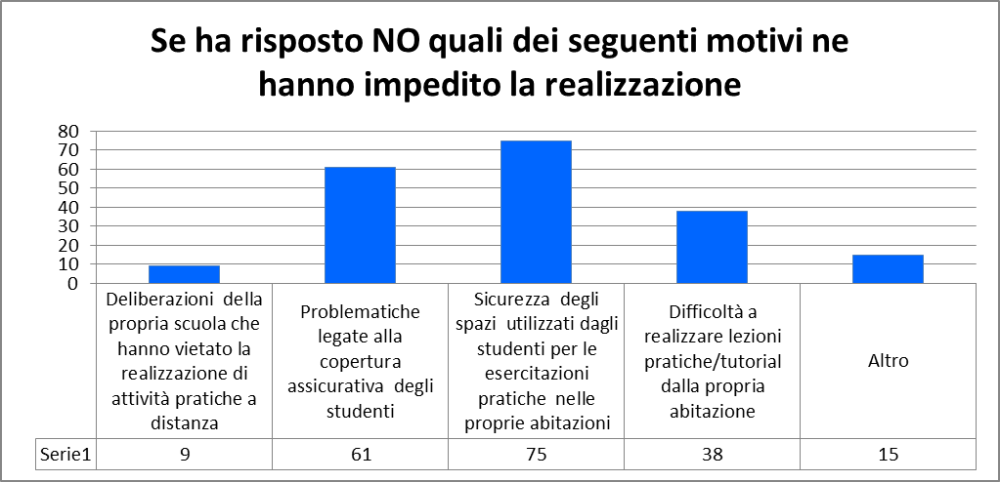 Se ha risposto NO quali dei seguenti motivi ne
hanno impedito la realizzazione
80
70
60
50
40
30
20
10
0
Deliberazioni della
propria scuola che
hanno vietato la
realizzazione di
attività pratiche a
distanza
Problematiche
legate alla
copertura
assicurativa degli
studenti
Sicurezza degli
spazi utilizzati dagli
studenti per le
esercitazioni
pratiche nelle
proprie abitazioni
Difficoltà a
realizzare lezioni
pratiche/tutorial
dalla propria
abitazione
Altro
Serie1 9 61 75 38 15